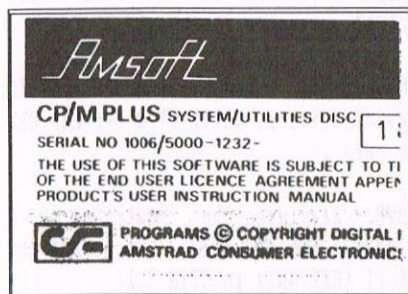 Amsoft
CP/M PLUS SYSTEM/UTILITIES DISC
1
SERIAL NO 1006/5000-1232-
THE USE OF THIS SOFTWARE IS SUBJECT TO
OF THE END USER LICENCE AGREEMENT
PRODUCT'S USER INSTRUCTION MANUAL
PROGRAMS © COPYRIGHT DIGITAL
AMSTRAD CONSUMER